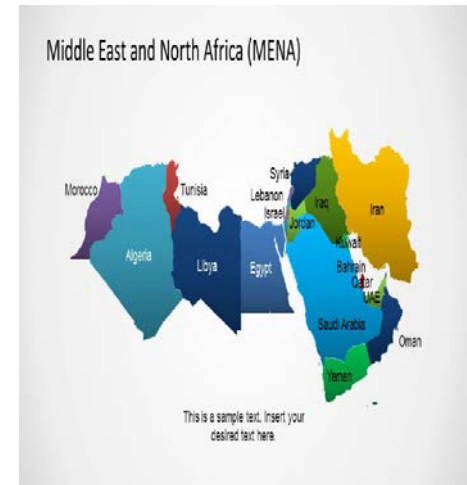 Middle East and North Africa (MENA)
Syria
Lebanon
Israel
Jordan
Iraq
Iran
Morocco
Tunisia
Algeria
Libya
Egypt
Kuwait
Bahrain
Qatar
UAE
Saudi Arabia
Oman
Yemen
This is a sample text. Insert your
desired text here.